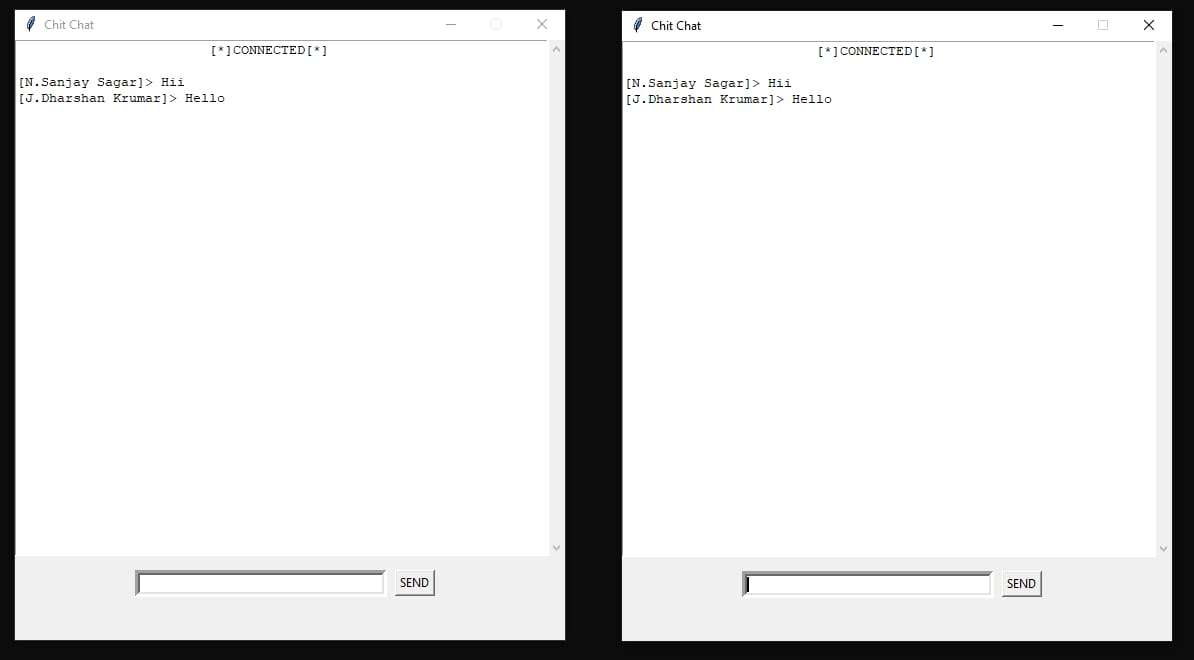 Chit Chat
[*]CONNECTED[*]
[N.Sanjay Sagar]> Hii
[J.Dharshan Krumar]> Hello
SEND
Chit Chat
[*]CONNECTED[*]
[N.Sanjay Sagar]> Hii
[J.Dharshan Krumar]> Hello
SEND